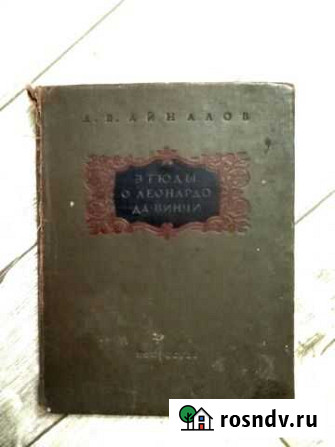 Д. В. АЙНАЛОВ
ЭТЮДЫ
О ЛЕОНАРДО
ДА ВИНЧИ
rosndv.ru